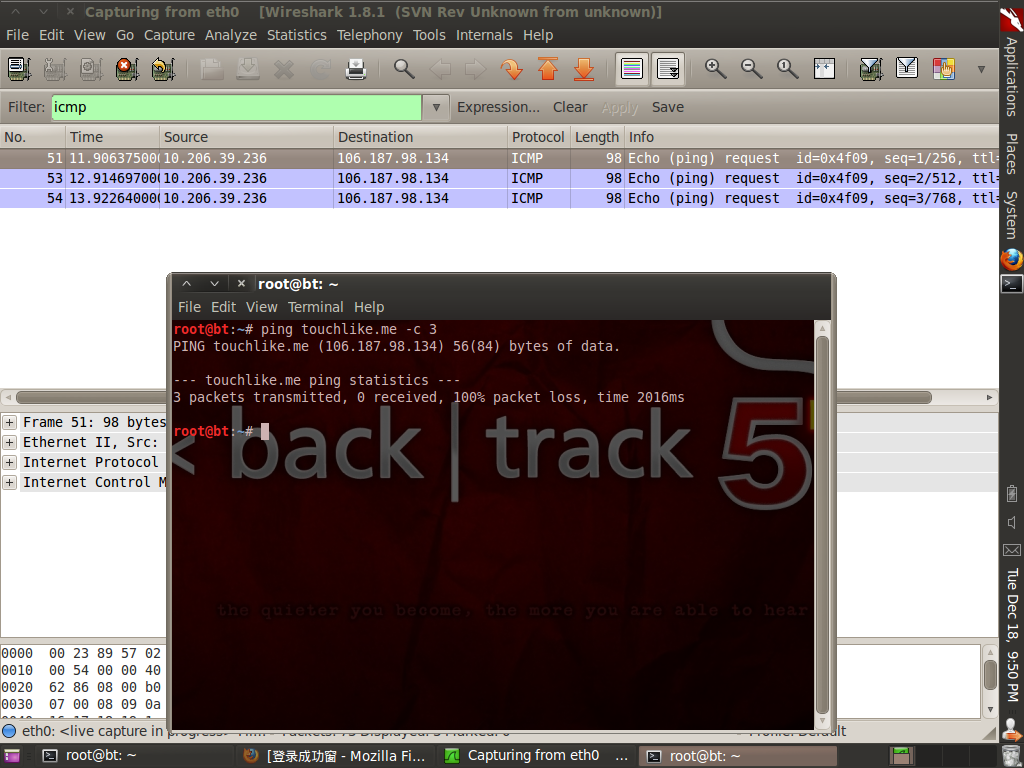 Capturing from eth0 [Wireshark 1.8.1 (SVN Rev Unknown from unknown)]
File Edit View Go Capture Analyze Statistics Telephony Tools Internals Help
Filter: icmp Expression... Clear Apply Save
No. Time Source Destination Protocol Length Info
51 11.906375000 10.206.39.236 106.187.98.134 ICMP 98 Echo (ping) request id=0x4f09, seq=1/256, ttl=
53 12.914697000 10.206.39.236 106.187.98.134 ICMP 98 Echo (ping) request id=0x4f09, seq=2/512, ttl=
54 13.922640000 10.206.39.236 106.187.98.134 ICMP 98 Echo (ping) request id=0x4f09, seq=3/768, ttl=
root@bt: ~
File Edit View Terminal Help
root@bt:~# ping touchlike.me -c 3
PING touchlike.me (106.187.98.134) 56(84) bytes of data.
--- touchlike.me ping statistics ---
3 packets transmitted, 0 received, 100% packet loss, time 2016ms
root@bt:~#
<< back | track 5
the quieter you become, the more you are able to hear
Frame 51: 98 bytes
Ethernet II, Src:
Internet Protocol
Internet Control M
0000 00 23 89 57 02
0010 00 54 00 00 40
0020 62 86 08 00 b0
0030 07 00 08 09 0a
eth0: <live capture in progress> Profile: Default
root@bt: ~
[登录成功窗 - Mozilla Fi...
Capturing from eth0 ...
root@bt: ~
Applications
Places
System
Tue Dec 18, 9:50 PM